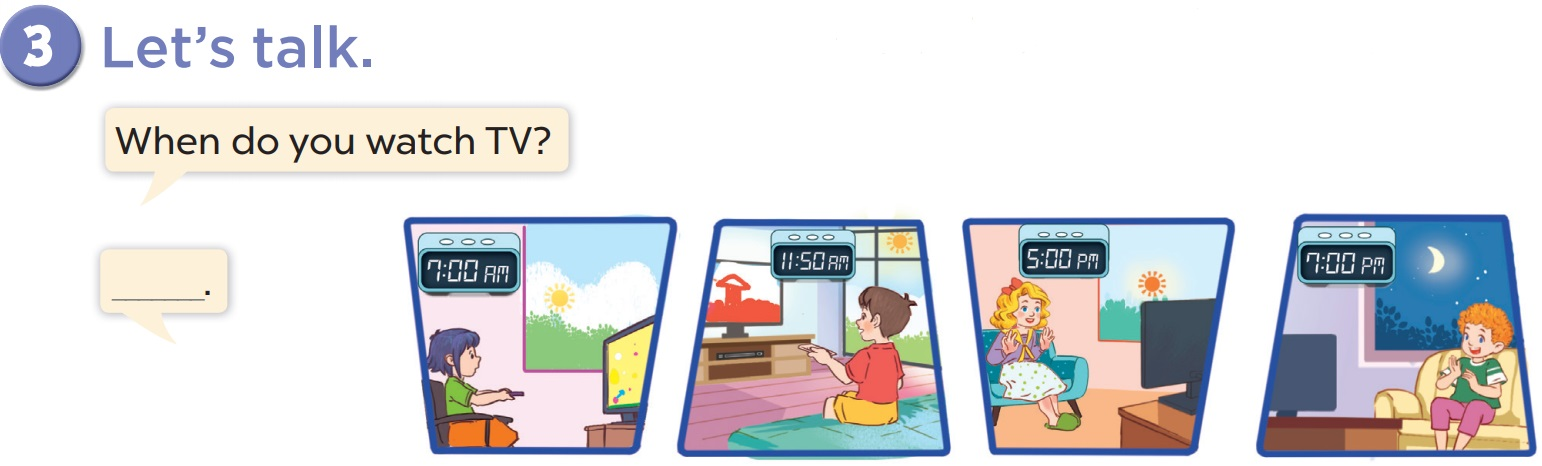 3 Let's talk.
When do you watch TV?
_______.
7:00 AM
11:50 AM
5:00 PM
7:00 PM